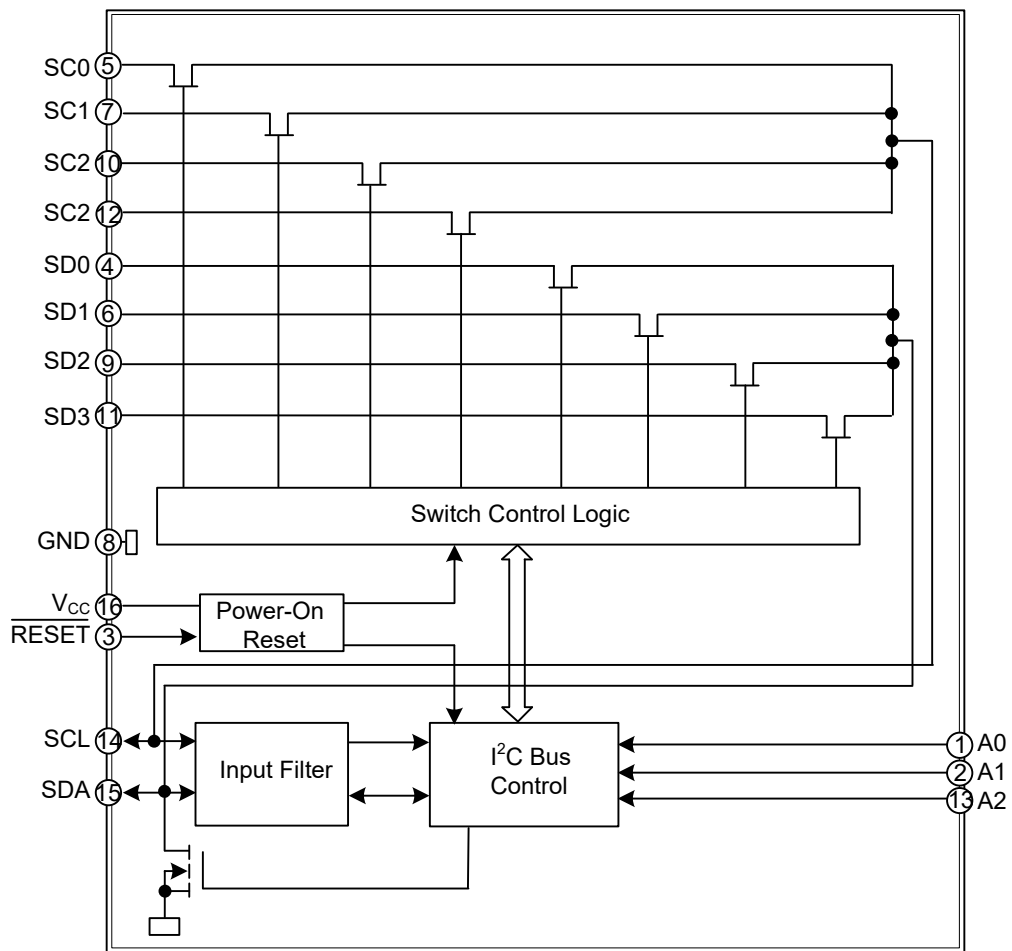 SC0 5
SC1 7
SC2 10
SC2 12
SD0 4
SD1 6
SD2 9
SD3 11
Switch Control Logic
GND 8
VCC 16
RESET 3
Power-On
Reset
SCL 14
SDA 15
Input Filter
I2C Bus
Control
1 A0
2 A1
13 A2